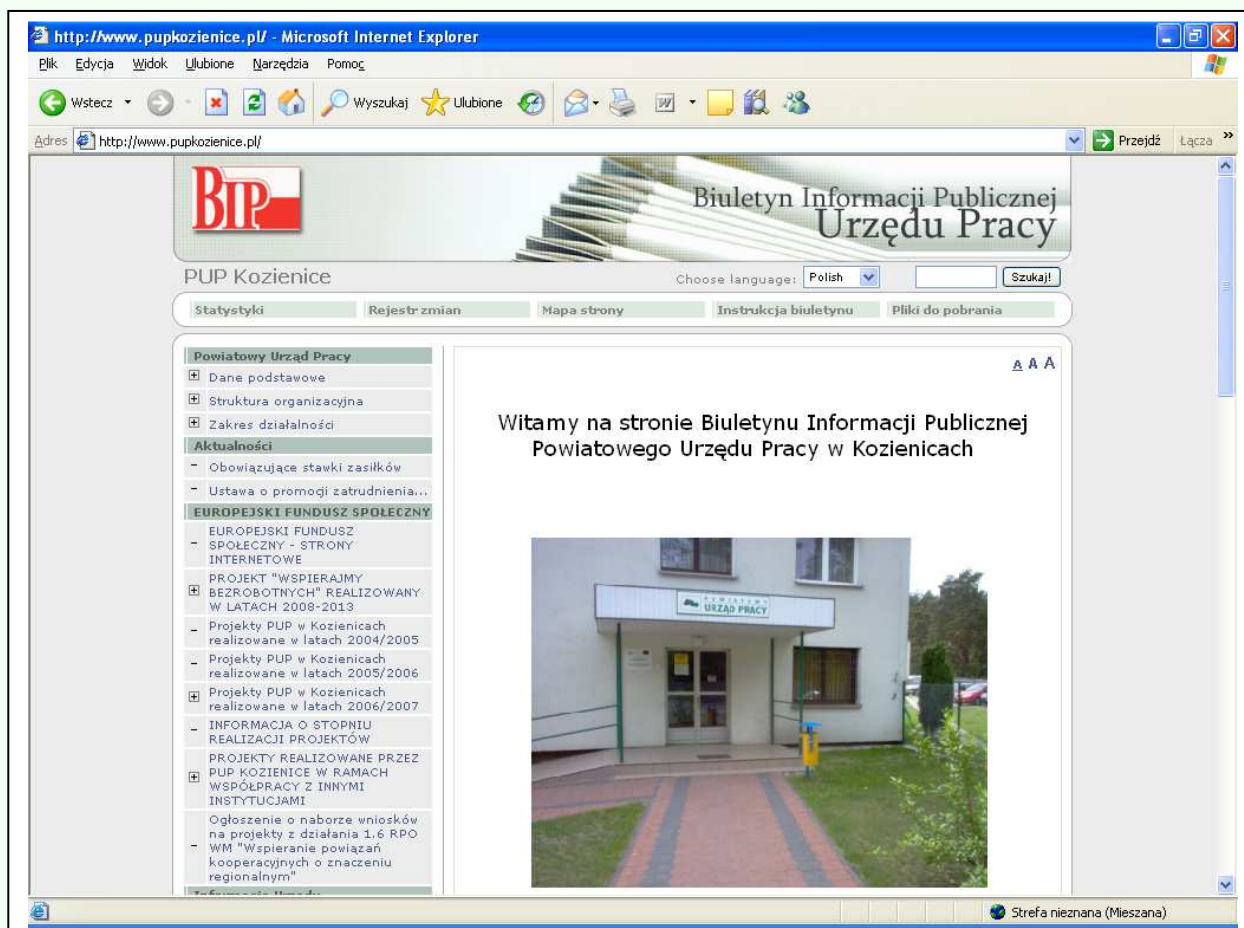 http://www.pupkozienice.pl/ - Microsoft Internet Explorer
Plik Edycja Widok Ulubione Narzędzia Pomoc
Wstecz Wyszukaj Ulubione
Adres http://www.pupkozienice.pl/ Przejdź Łącza »
BIP
Biuletyn Informacji Publicznej
Urzędu Pracy
PUP Kozienice Choose language: Polish Szukaj!
Statystyki Rejestr zmian Mapa strony Instrukcja biuletynu Pliki do pobrania
Powiatowy Urząd Pracy
Dane podstawowe
Struktura organizacyjna
Zakres działalności
Aktualności
- Obowiązujące stawki zasiłków
- Ustawa o promocji zatrudnienia...
EUROPEJSKI FUNDUSZ SPOŁECZNY
EUROPEJSKI FUNDUSZ
- SPOŁECZNY - STRONY
INTERNETOWE
PROJEKT "WSPIERAJMY
BEZROBOTNYCH" REALIZOWANY
W LATACH 2008-2013
- Projekty PUP w Kozienicach
realizowane w latach 2004/2005
- Projekty PUP w Kozienicach
realizowane w latach 2005/2006
Projekty PUP w Kozienicach
realizowane w latach 2006/2007
- INFORMACJA O STOPNIU
REALIZACJI PROJEKTÓW
PROJEKTY REALIZOWANE PRZEZ
PUP KOZIENICE W RAMACH
WSPÓŁPRACY Z INNYMI
INSTYTUCJAMI
Ogłoszenie o naborze wniosków
na projekty z działania 1.6 RPO
- WM "Wspieranie powiązań
kooperacyjnych o znaczeniu
regionalnym"
A A A
Witamy na stronie Biuletynu Informacji Publicznej
Powiatowego Urzędu Pracy w Kozienicach
POWIATOWY
URZĄD PRACY
Strefa nieznana (Mieszana)